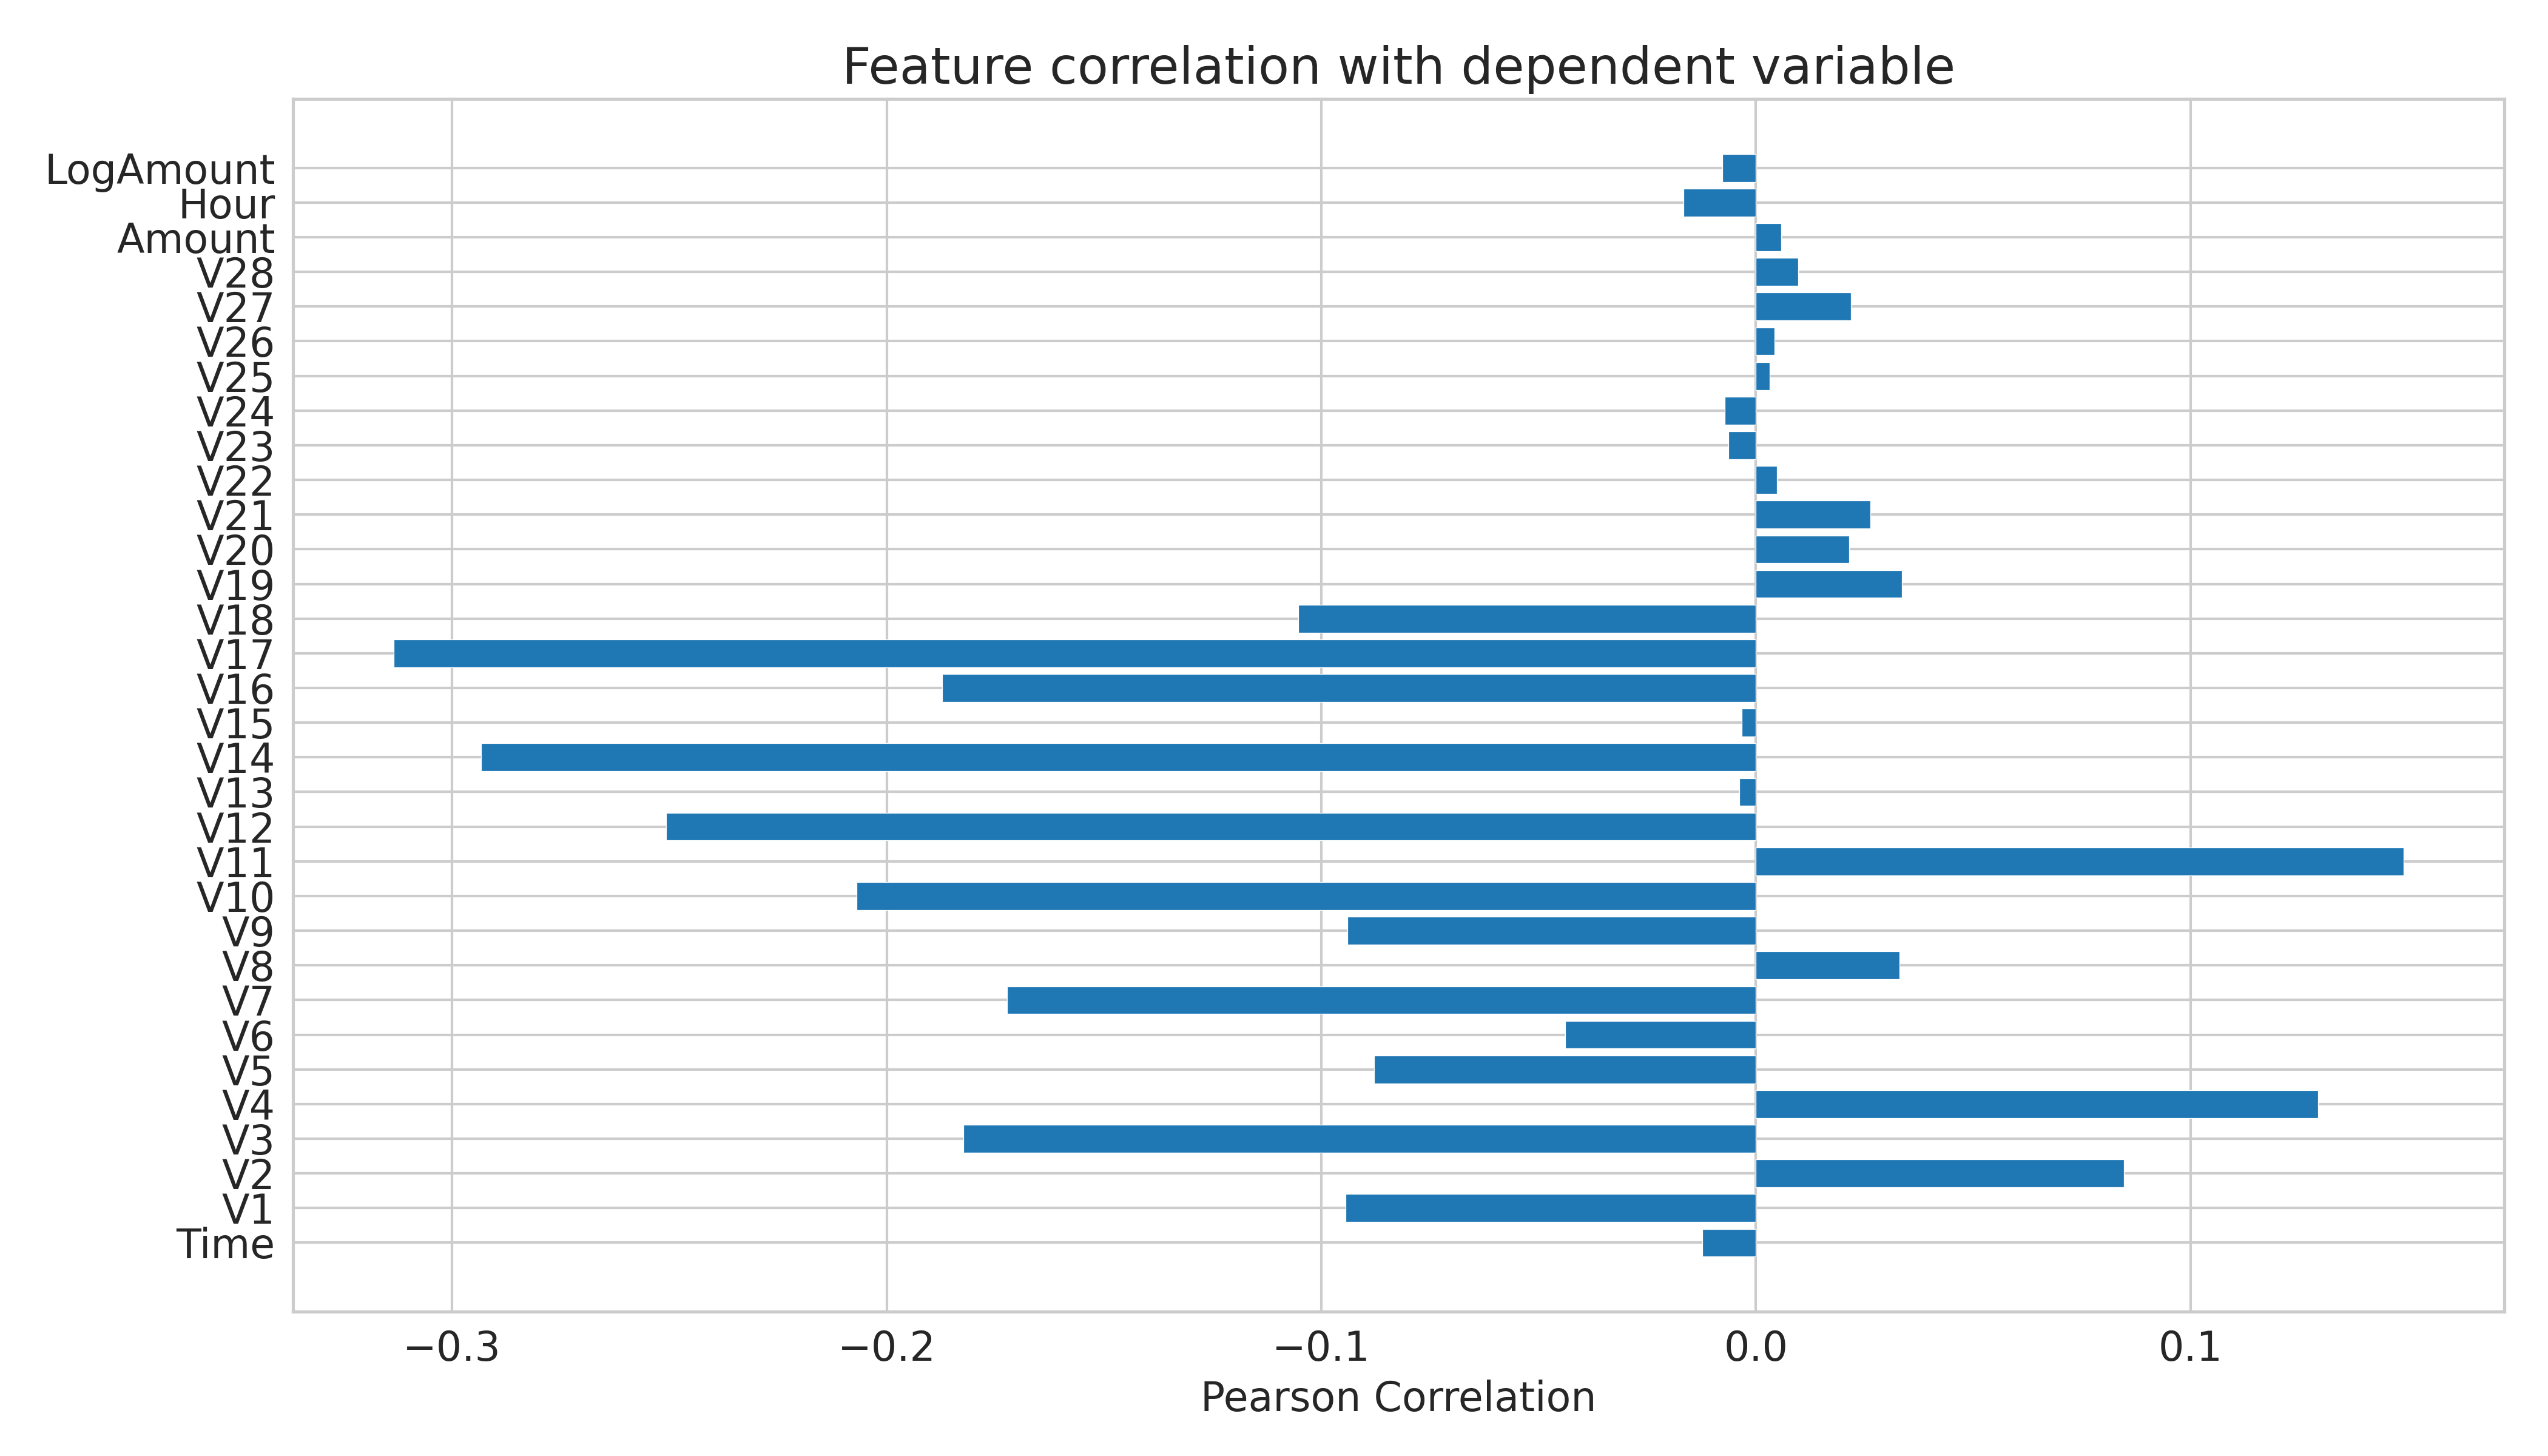 Feature correlation with dependent variable
LogAmount
Hour
Amount
V28
V27
V26
V25
V24
V23
V22
V21
V20
V19
V18
V17
V16
V15
V14
V13
V12
V11
V10
V9
V8
V7
V6
V5
V4
V3
V2
V1
Time
−0.3 −0.2 −0.1 0.0 0.1
Pearson Correlation